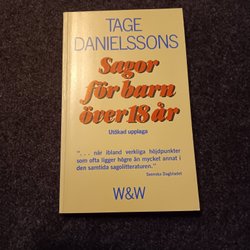 TAGE
DANIELSSONS
Sagor
för barn
över 18 år
Utökad upplaga
"... når ibland verkliga höjdpunkter
som ofta ligger högre än mycket annat i
den samtida sagolitteraturen."
Svenska Dagbladet
W&W